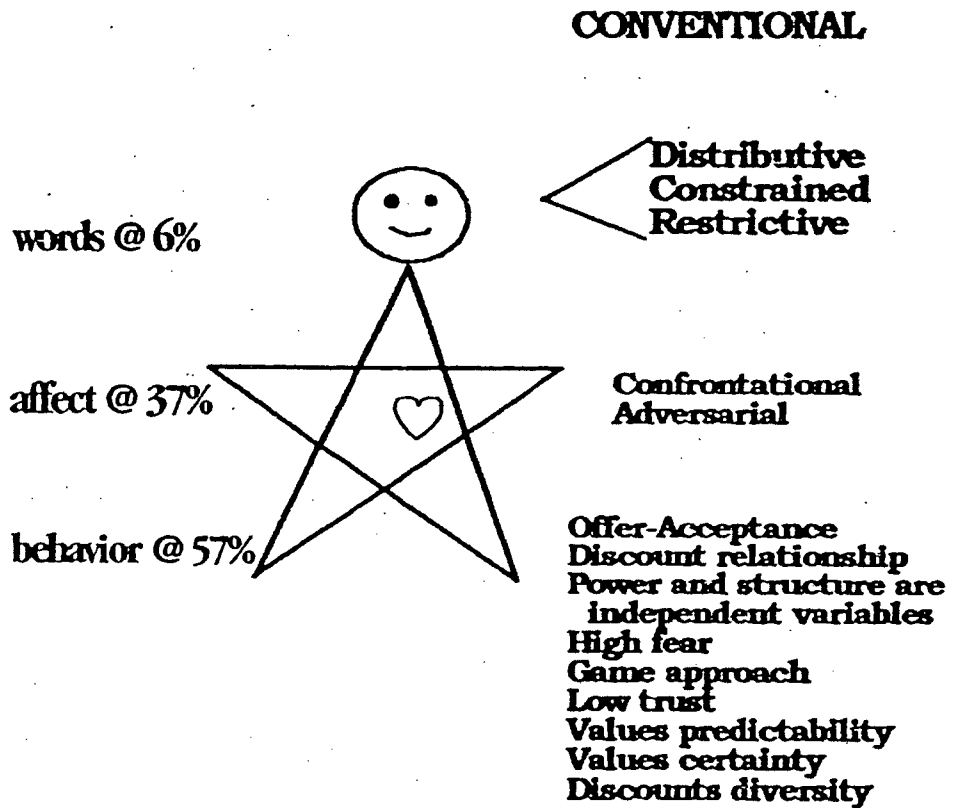 CONVENTIONAL
Distributive
Constrained
Restrictive
words @ 6%
affect @ 37%
Confrontational
Adversarial
behavior @ 57%
Offer-Acceptance
Discount relationship
Power and structure are
independent variables
High fear
Game approach
Low trust
Values predictability
Values certainty
Discounts diversity